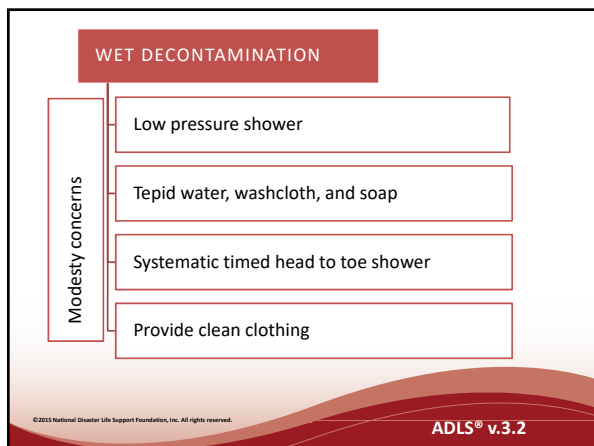 WET DECONTAMINATION
Modesty concerns
Low pressure shower
Tepid water, washcloth, and soap
Systematic timed head to toe shower
Provide clean clothing
©2015 National Disaster Life Support Foundation, Inc. All rights reserved.
ADLS® v.3.2